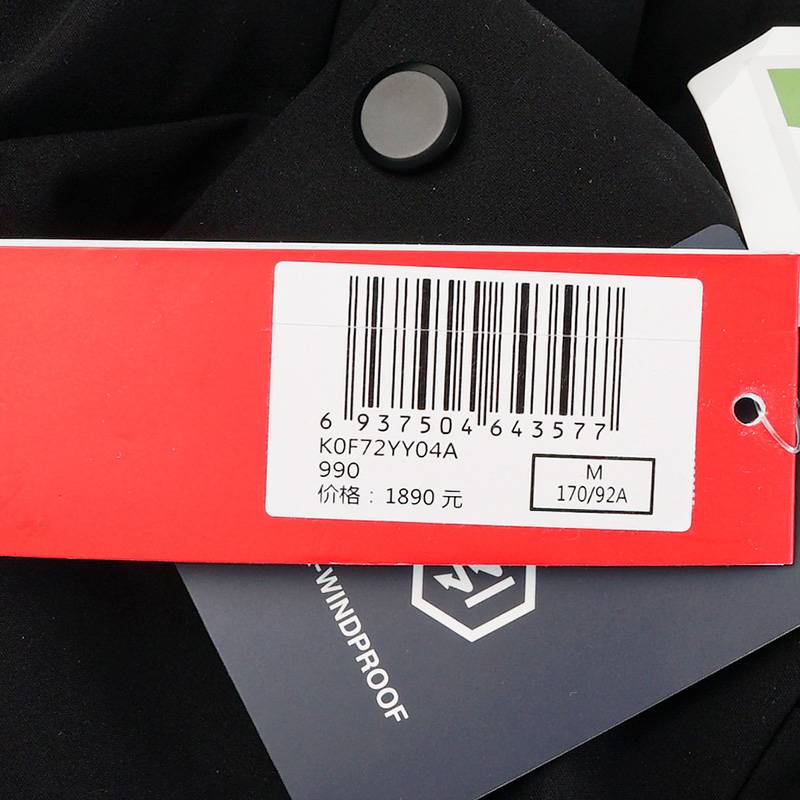 6 937504 643577
K0F72YY04A
990
价格：1890 元
M
170/92A
-WINDPROOF